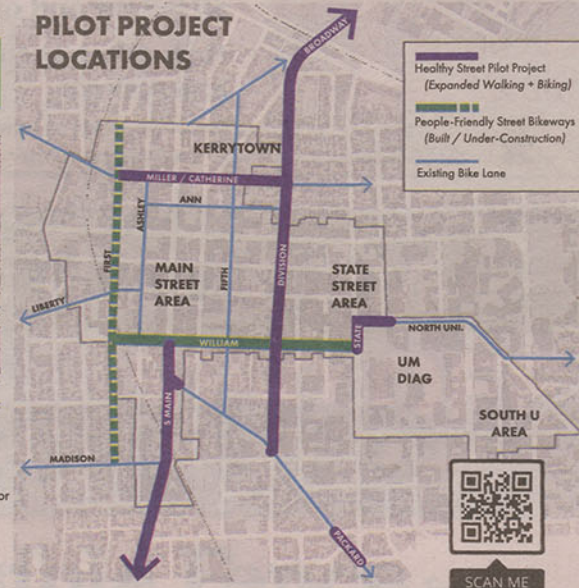 PILOT PROJECT
LOCATIONS
BROADWAY
Healthy Street Pilot Project
(Expanded Walking + Biking)
People-Friendly Street Bikeways
(Built / Under-Construction)
Existing Bike Lane
KERRYTOWN
MILLER / CATHERINE
ANN
ASHLEY
FIRST
MAIN
STREET
AREA
FIFTH
DIVISION
STATE
STREET
AREA
LIBERTY
WILLIAM
STATE
NORTH UNI.
UM
DIAG
S MAIN
SOUTH U
AREA
MADISON
or
PACKARD
SCAN ME